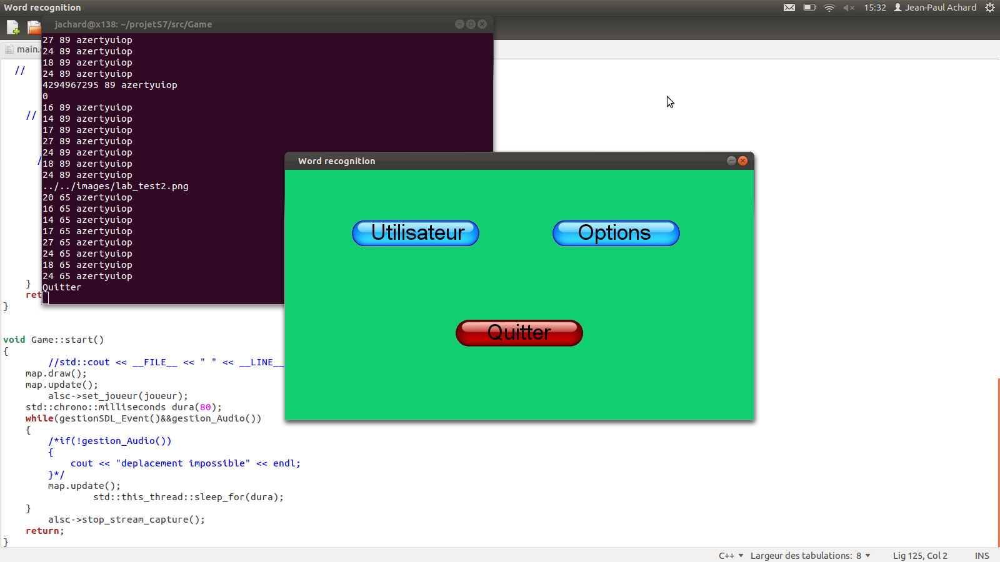 Word recognition
15:32 Jean-Paul Achard
jachard@x138: ~/projetS7/src/Game
main.
27 89 azertyuiop
24 89 azertyuiop
18 89 azertyuiop
24 89 azertyuiop
4294967295 89 azertyuiop
0
16 89 azertyuiop
14 89 azertyuiop
17 89 azertyuiop
27 89 azertyuiop
24 89 azertyuiop
18 89 azertyuiop
24 89 azertyuiop
../../images/lab_test2.png
20 65 azertyuiop
16 65 azertyuiop
14 65 azertyuiop
17 65 azertyuiop
27 65 azertyuiop
24 65 azertyuiop
18 65 azertyuiop
24 65 azertyuiop
Quitter
Word recognition
Utilisateur
Options
Quitter
//
//
/
}
ret
}
void Game::start()
{
//std::cout << __FILE__ << " " << __LINE__
map.draw();
map.update();
alsc->set_joueur(joueur);
std::chrono::milliseconds dura(80);
while(gestionSDL_Event()&&gestion_Audio())
{
/*if(!gestion_Audio())
{
cout << "deplacement impossible" << endl;
}*/
map.update();
std::this_thread::sleep_for(dura);
}
alsc->stop_stream_capture();
return;
}
C++ Largeur des tabulations: 8 Lig 125, Col 2 INS